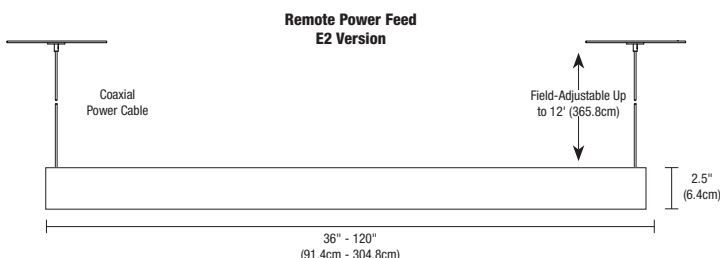 Remote Power Feed
E2 Version
Coaxial
Power Cable
Field-Adjustable Up
to 12' (365.8cm)
2.5"
(6.4cm)
36" - 120"
(91.4cm - 304.8cm)